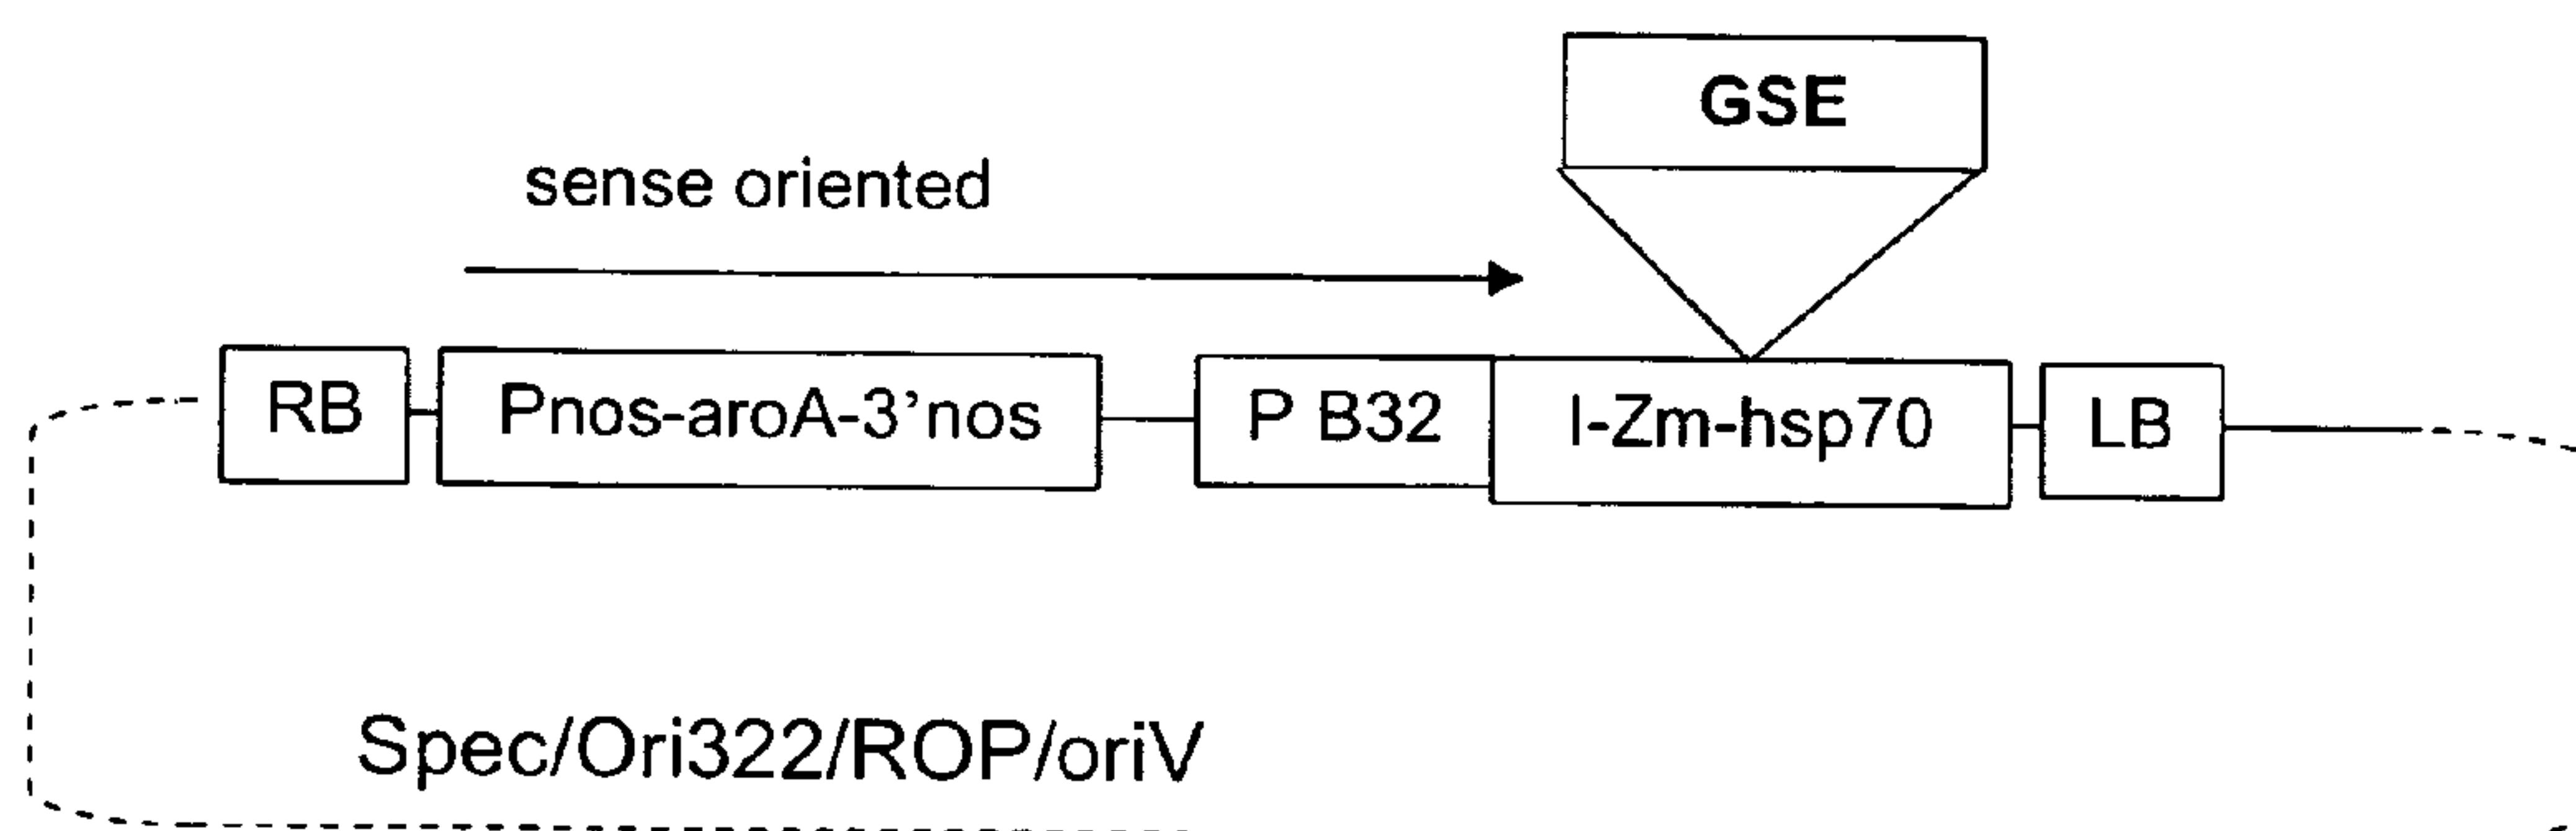 GSE
sense oriented
RB
Pnos-aroA-3’nos
P B32
I-Zm-hsp70
LB
Spec/Ori322/ROP/oriV